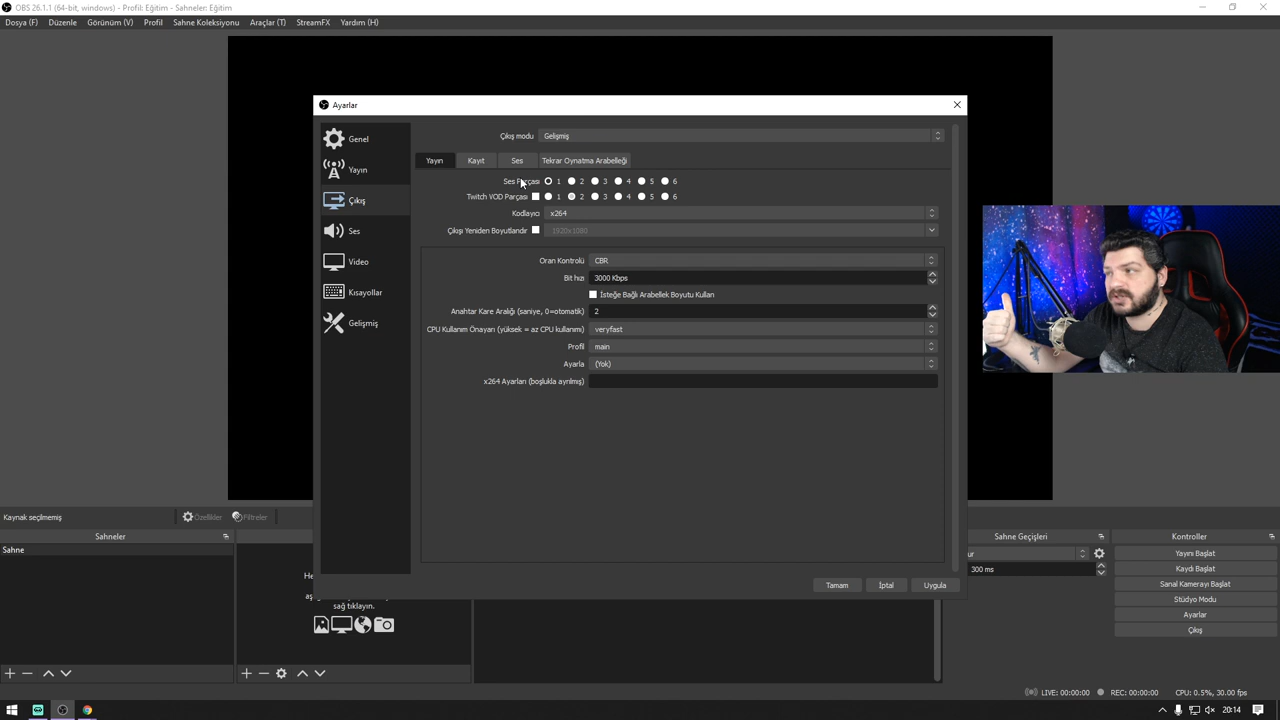 OBS 26.1.1 (64-bit, windows) - Profil: Eğitim - Sahneler: Eğitim
Dosya (F) Düzenle Görünüm (V) Profil Sahne Koleksiyonu Araçlar (T) StreamFX Yardım (H)
Ayarlar
Genel
Yayın
Çıkış
Ses
Video
Kısayollar
Gelişmiş
Çıkış modu Gelişmiş
Yayın Kayıt Ses Tekrar Oynatma Arabelleği
Ses Parçası 1 2 3 4 5 6
Twitch VOD Parçası 1 2 3 4 5 6
Kodlayıcı x264
Çıkışı Yeniden Boyutlandır 1920x1080
Oran Kontrolü CBR
Bit hızı 3000 Kbps
İsteğe Bağlı Arabellek Boyutu Kullan
Anahtar Kare Aralığı (saniye, 0=otomatik) 2
CPU Kullanım Önayarı (yüksek = az CPU kullanımı) veryfast
Profil main
Ayarla (Yok)
x264 Ayarları (boşlukla ayrılmış)
Tamam İptal Uygula
Kaynak seçilmemiş Özellikler Filtreler
Sahneler
Sahne
He
sağ tıklayın.
Sahne Geçişleri
ur
300 ms
Kontroller
Yayını Başlat
Kaydı Başlat
Sanal Kamerayı Başlat
Stüdyo Modu
Ayarlar
Çıkış
LIVE: 00:00:00 REC: 00:00:00 CPU: 0.5%, 30.00 fps
20:14